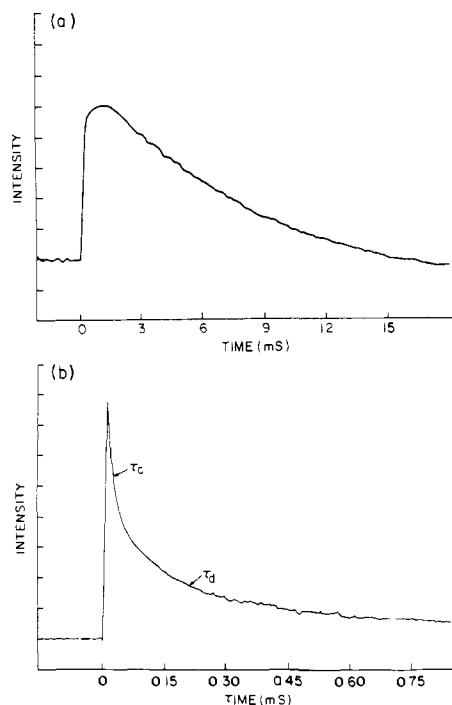 (a)
INTENSITY
0 3 6 9 12 15
TIME (mS)
(b)
τc
τd
INTENSITY
0 0.15 0.30 0.45 0.60 0.75
TIME (mS)